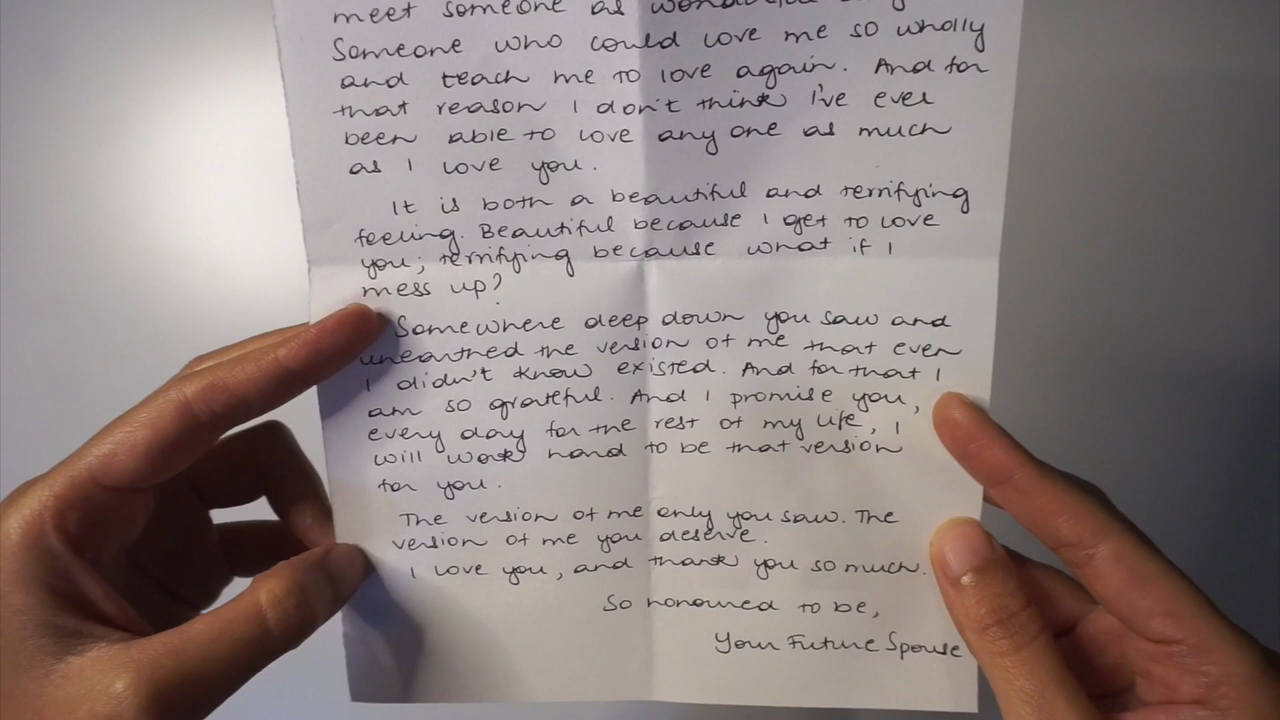 meet someone as
Someone who could love me so wholly
and teach me to love again. And for
that reason I don't think I've ever
been able to love any one as much
as I love you.
It is both a beautiful and terrifying
feeling. Beautiful because I get to love
you; terrifying because what if I
mess up?
Somewhere deep down you saw and
unearthed the version of me that even
I didn't know existed. And for that I
am so grateful. And I promise you,
every day for the rest of my life, I
will work hard to be that version
for you.
The version of me only you saw. The
version of me you deserve.
I love you, and thank you so much.
So honoured to be,
Your Future Spouse